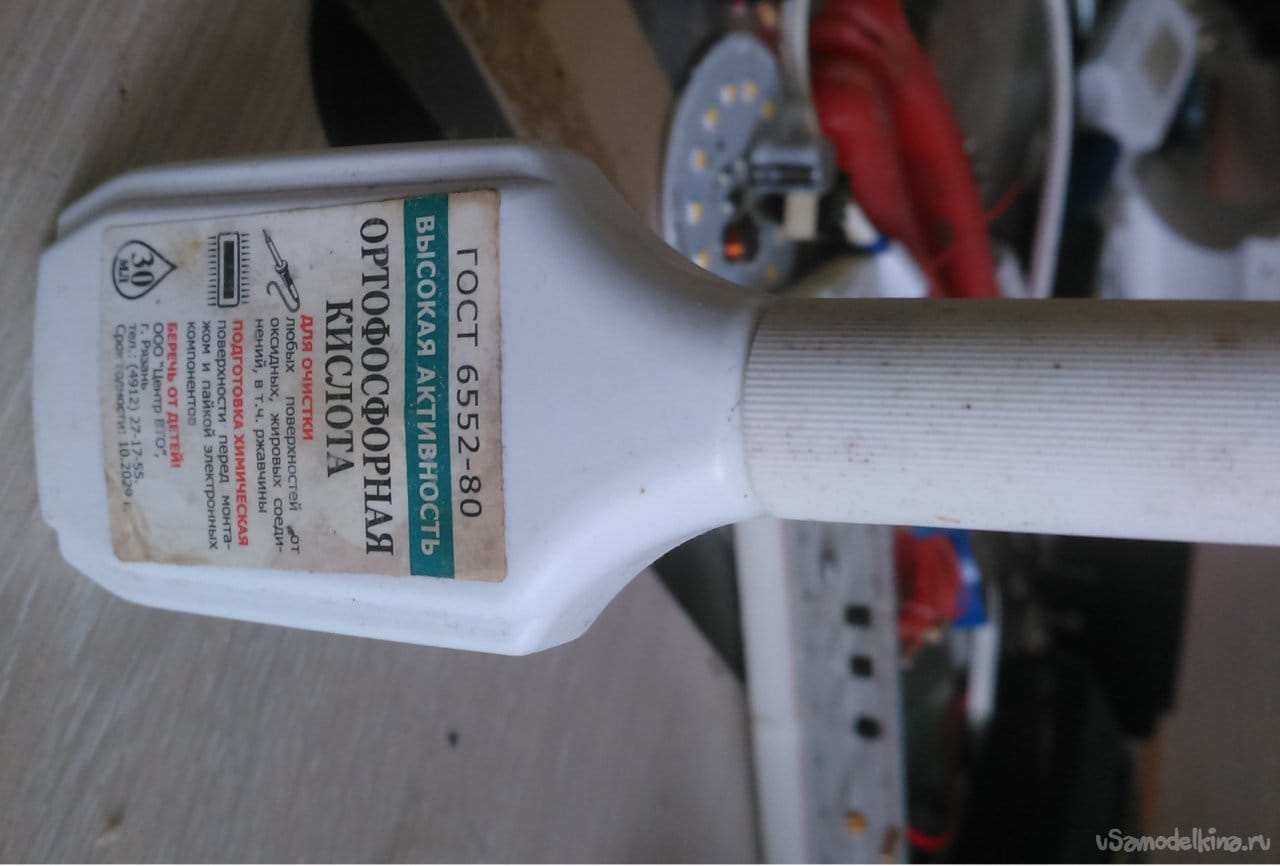 ГОСТ 6552-80
ВЫСОКАЯ АКТИВНОСТЬ
ОРТОФОСФОРНАЯ
КИСЛОТА
ДЛЯ ОЧИСТКИ
любых поверхностей от
оксидных, жировых соеди-
нений, в т.ч. ржавчины
ПОДГОТОВКА ХИМИЧЕСКАЯ
поверхности перед монта-
жом и пайкой электронных
компонентов
БЕРЕЧЬ ОТ ДЕТЕЙ!
ООО "Центр ВТО",
г. Рязань
тел.: (4912) 27-17-55.
Срок годности: 10.2029 г.
30
МЛ
vSamodelkina.ru